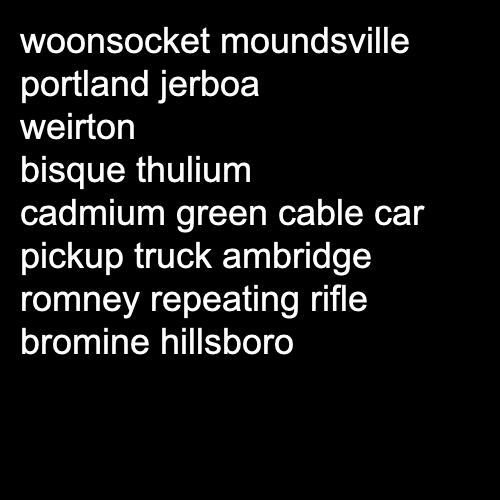 woonsocket moundsville
portland jerboa
weirton
bisque thulium
cadmium green cable car
pickup truck ambridge
romney repeating rifle
bromine hillsboro